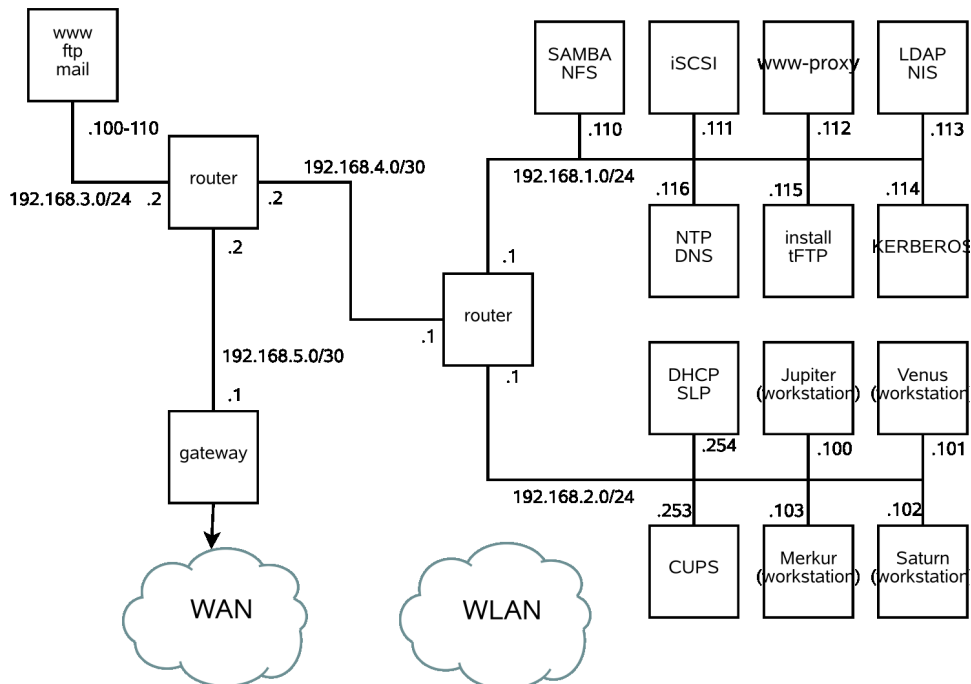 www
ftp
mail
.100-110
192.168.3.0/24
.2
router
.2
192.168.4.0/30
.2
192.168.5.0/30
.1
gateway
WAN
WLAN
SAMBA
NFS
.110
iSCSI
.111
www-proxy
.112
LDAP
NIS
.113
192.168.1.0/24
.116
NTP
DNS
.115
install
tFTP
.114
KERBEROS
.1
router
.1
.1
DHCP
SLP
.254
Jupiter
(workstation)
.100
Venus
(workstation)
.101
192.168.2.0/24
.253
CUPS
.103
Merkur
(workstation)
.102
Saturn
(workstation)